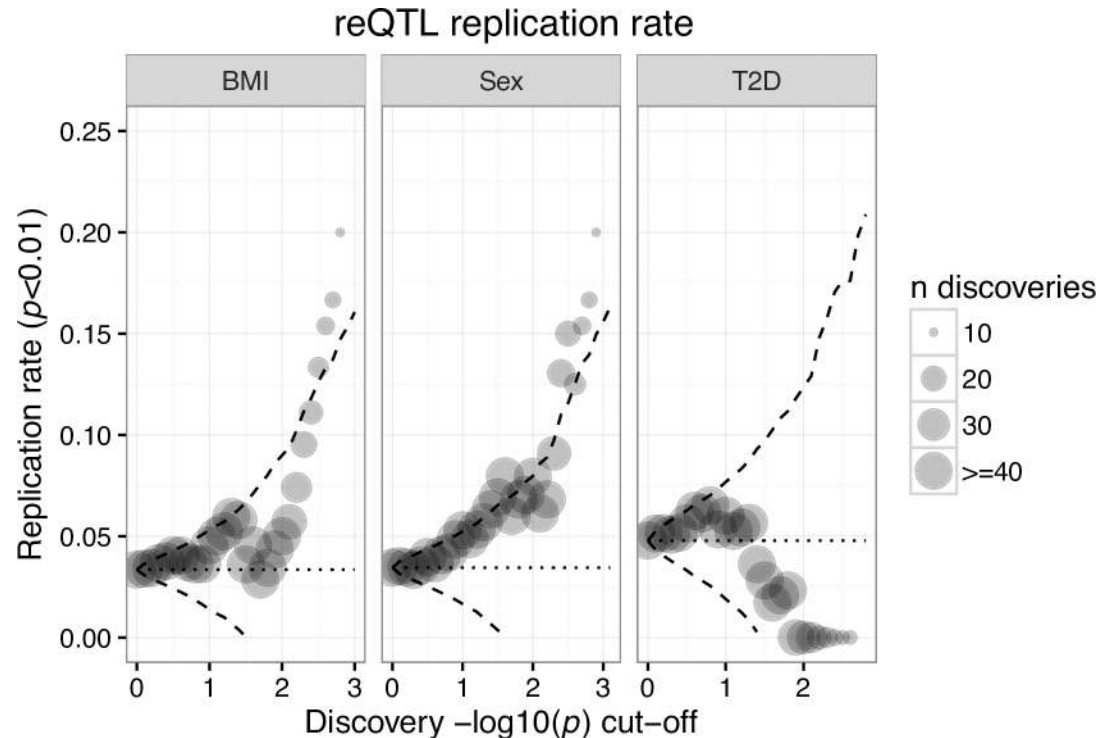 reQTL replication rate
BMI Sex T2D
Replication rate (p<0.01)
0.25
0.20
0.15
0.10
0.05
0.00
0 1 2 3 0 1 2 3 0 1 2
Discovery −log10(p) cut−off
n discoveries
10
20
30
>=40